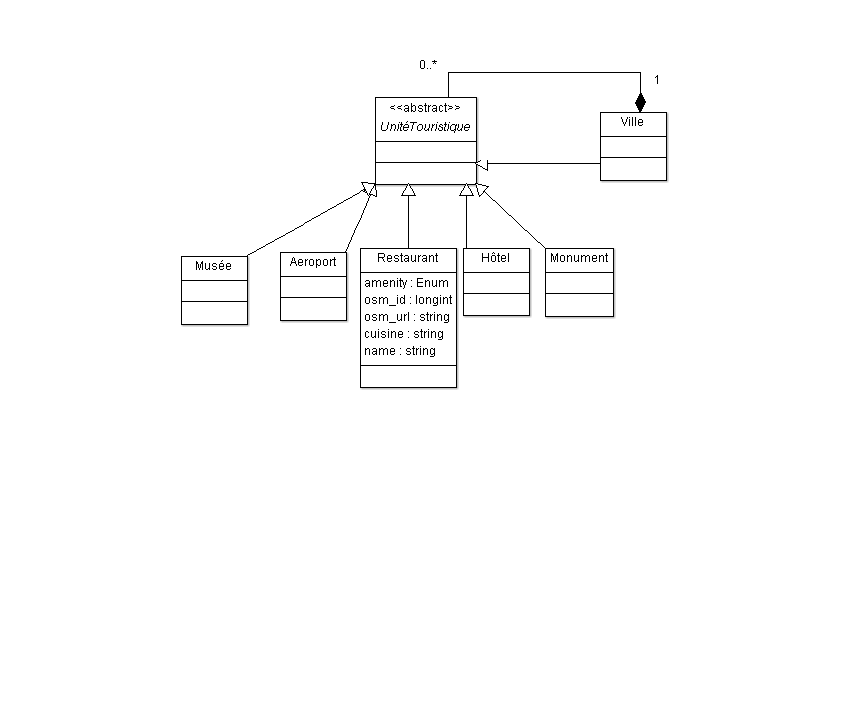 0..*
1
<<abstract>>
UnitéTouristique
Ville
Musée
Aeroport
Restaurant
amenity : Enum
osm_id : longint
osm_url : string
cuisine : string
name : string
Hôtel
Monument